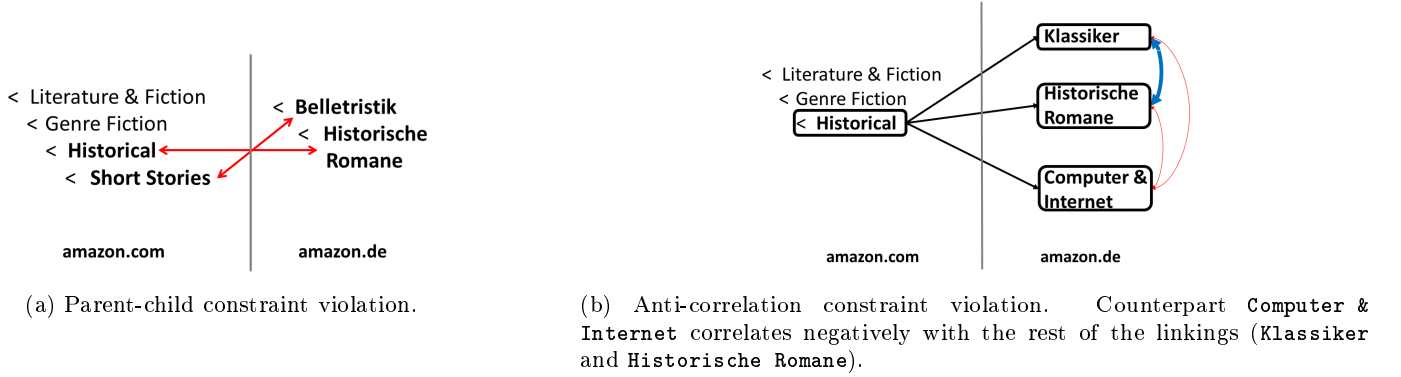 < Literature & Fiction
< Genre Fiction
< Historical
< Short Stories
< Belletristik
< Historische
Romane
amazon.com
amazon.de
(a) Parent-child constraint violation.
< Literature & Fiction
< Genre Fiction
< Historical
Klassiker
Historische
Romane
Computer &
Internet
amazon.com
amazon.de
(b) Anti-correlation constraint violation. Counterpart Computer &
Internet correlates negatively with the rest of the linkings (Klassiker
and Historische Romane).